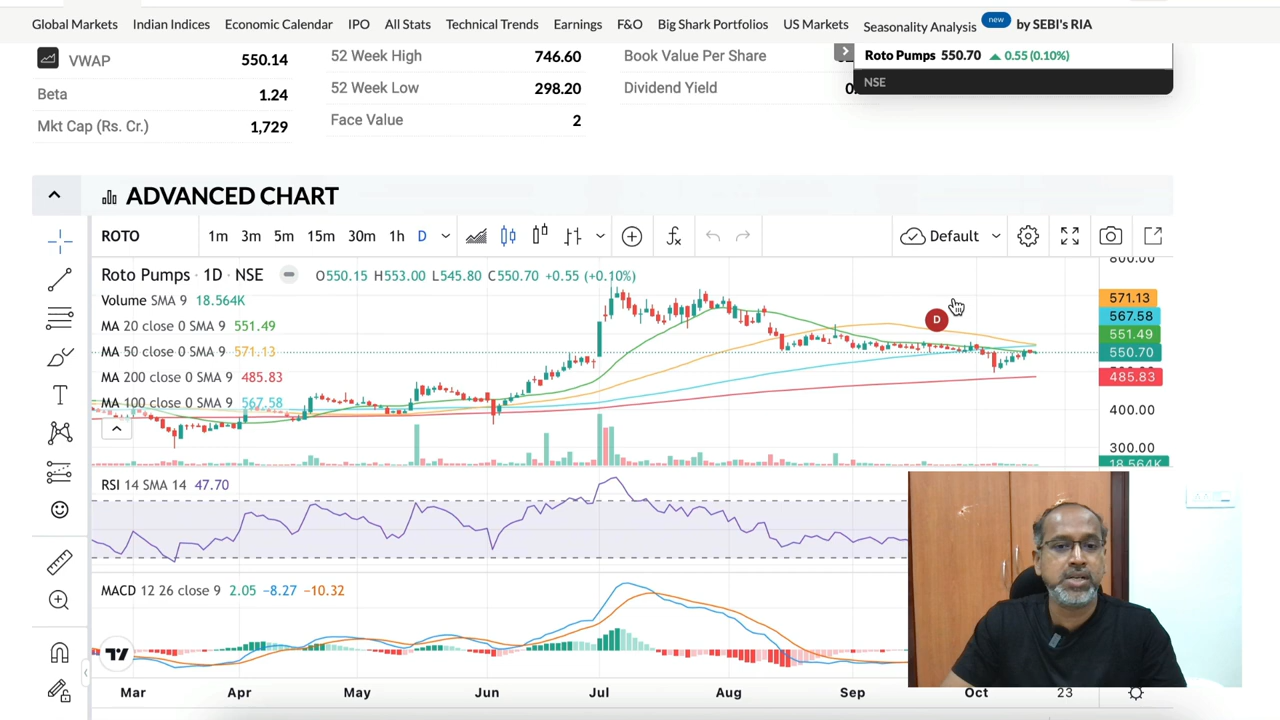 Global Markets Indian Indices Economic Calendar IPO All Stats Technical Trends Earnings F&O Big Shark Portfolios US Markets Seasonality Analysis new by SEBI's RIA
VWAP 550.14 52 Week High 746.60 Book Value Per Share
Roto Pumps 550.70 ▲ 0.55 (0.10%)
NSE
Beta 1.24 52 Week Low 298.20 Dividend Yield 0.
Mkt Cap (Rs. Cr.) 1,729 Face Value 2
ADVANCED CHART
ROTO 1m 3m 5m 15m 30m 1h D Default
Roto Pumps · 1D · NSE O550.15 H553.00 L545.80 C550.70 +0.55 (+0.10%)
Volume SMA 9 18.564K
MA 20 close 0 SMA 9 551.49
MA 50 close 0 SMA 9 571.13
MA 200 close 0 SMA 9 485.83
MA 100 close 0 SMA 9 567.58
800.00
571.13
567.58
551.49
550.70
485.83
400.00
300.00
18.564K
D
RSI 14 SMA 14 47.70
MACD 12 26 close 9 2.05 −8.27 −10.32
Mar Apr May Jun Jul Aug Sep Oct 23